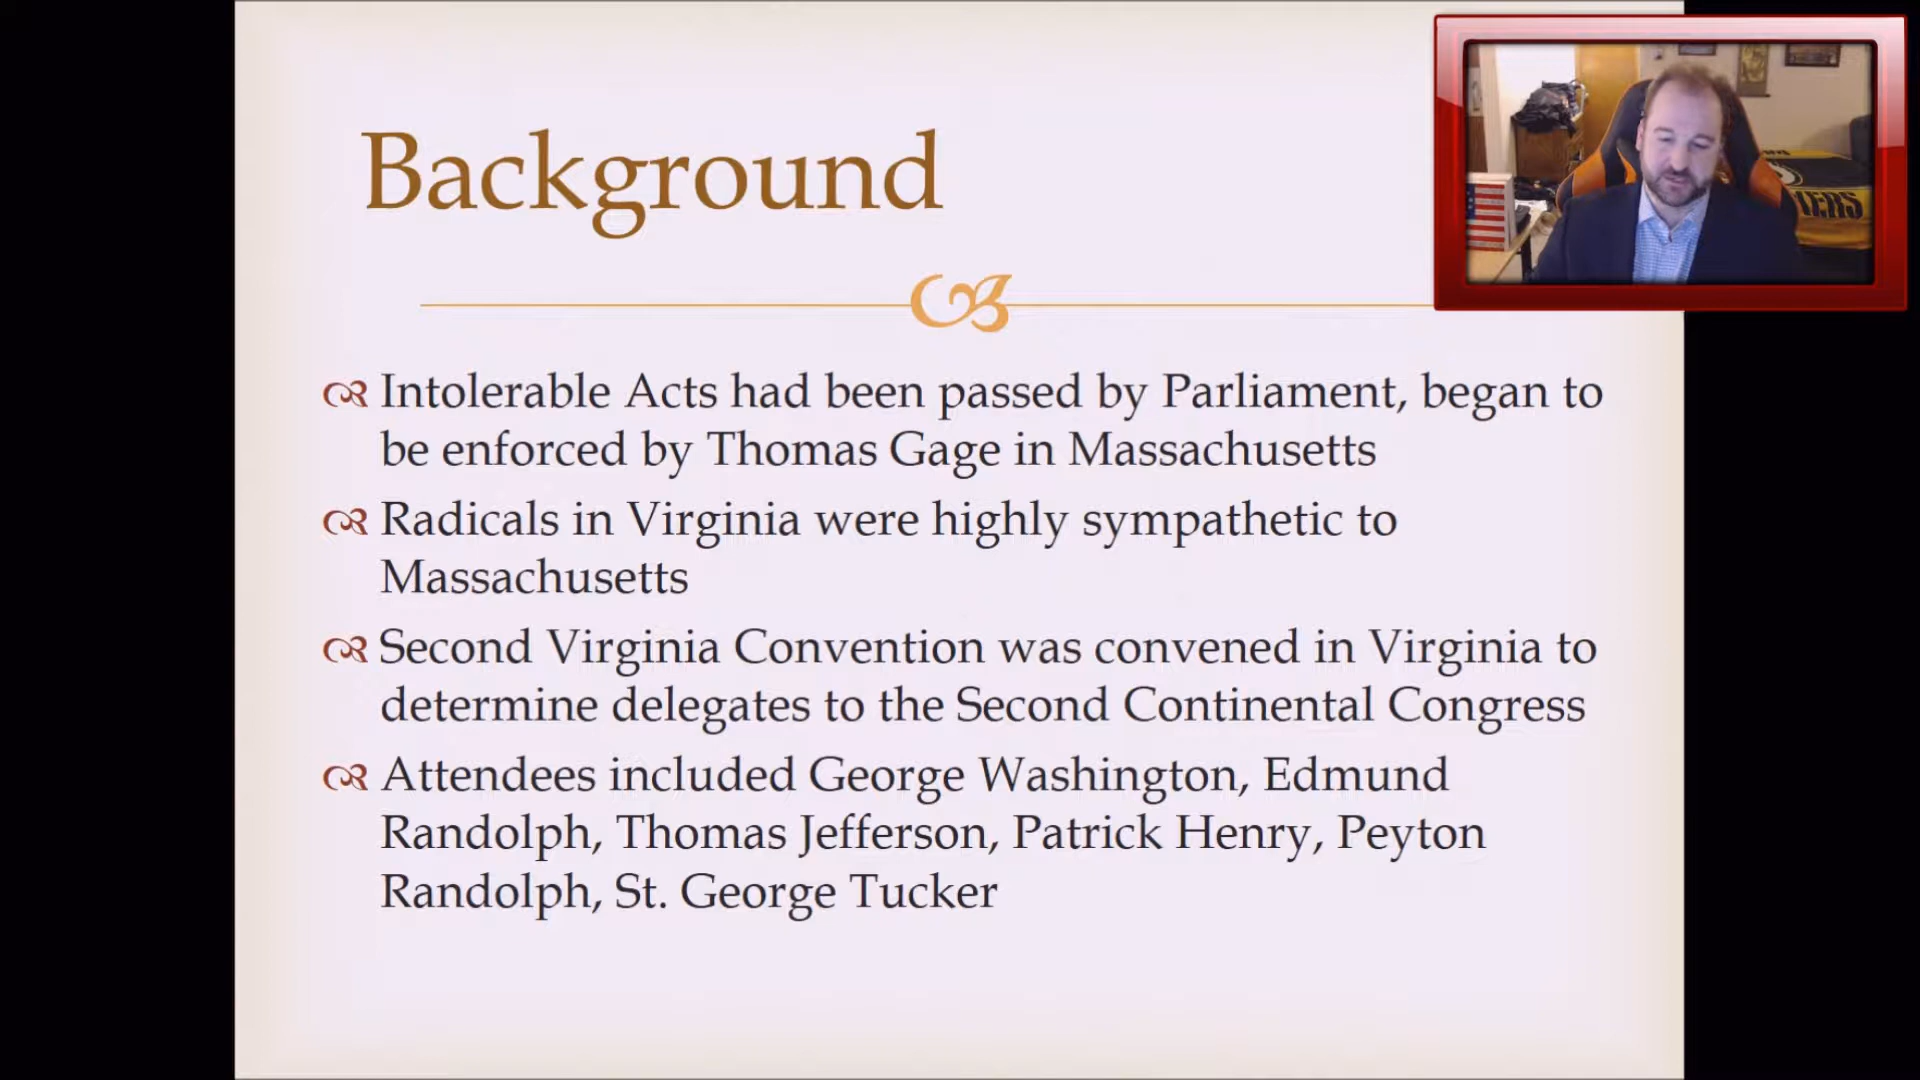 Background
Intolerable Acts had been passed by Parliament, began to
be enforced by Thomas Gage in Massachusetts
Radicals in Virginia were highly sympathetic to
Massachusetts
Second Virginia Convention was convened in Virginia to
determine delegates to the Second Continental Congress
Attendees included George Washington, Edmund
Randolph, Thomas Jefferson, Patrick Henry, Peyton
Randolph, St. George Tucker